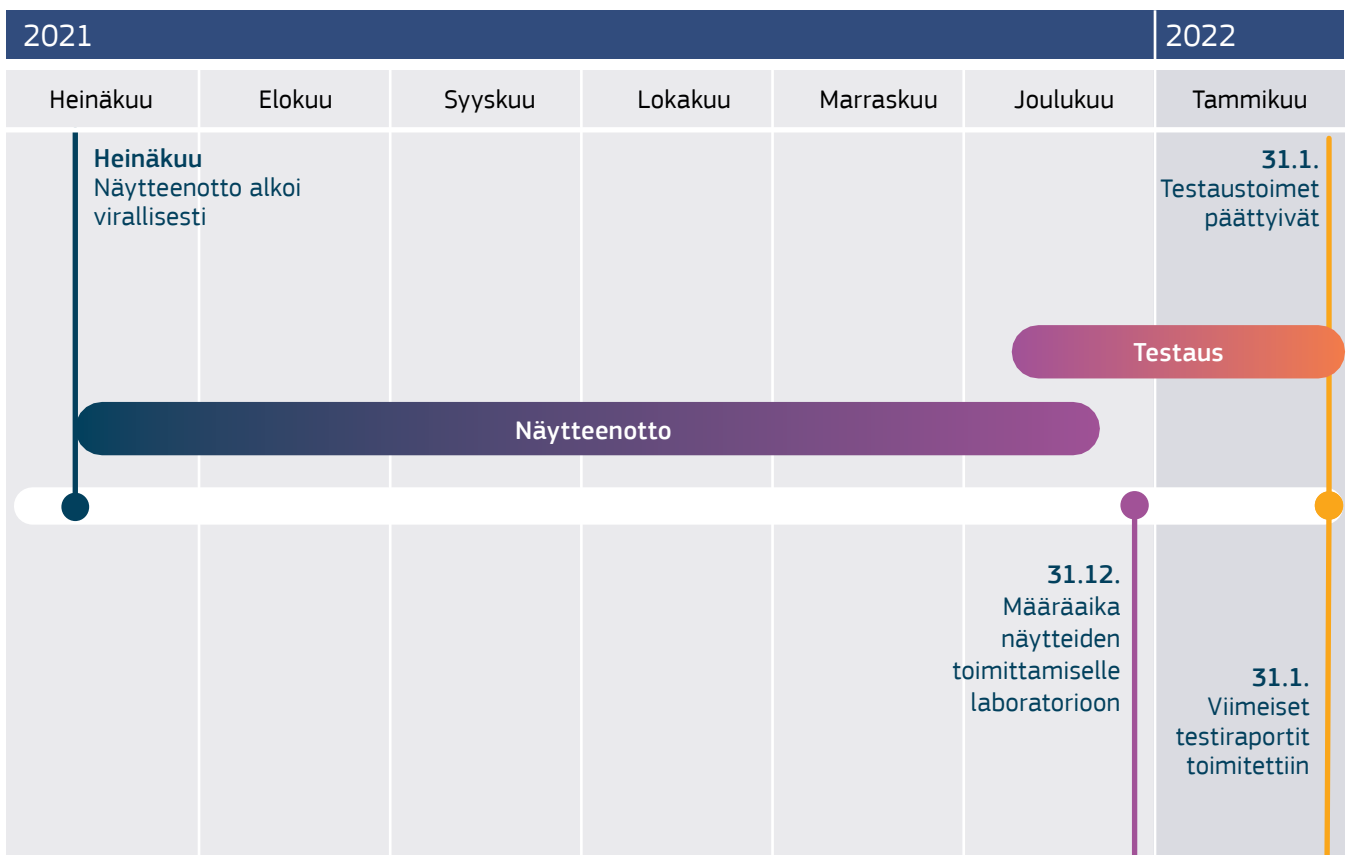 2021
2022
Heinäkuu
Elokuu
Syyskuu
Lokakuu
Marraskuu
Joulukuu
Tammikuu
Heinäkuu
Näytteenotto alkoi
virallisesti
31.1.
Testaustoimet
päättyivät
Testaus
Näytteenotto
31.12.
Määräaika
näytteiden
toimittamiselle
laboratorioon
31.1.
Viimeiset
testiraportit
toimitettiin